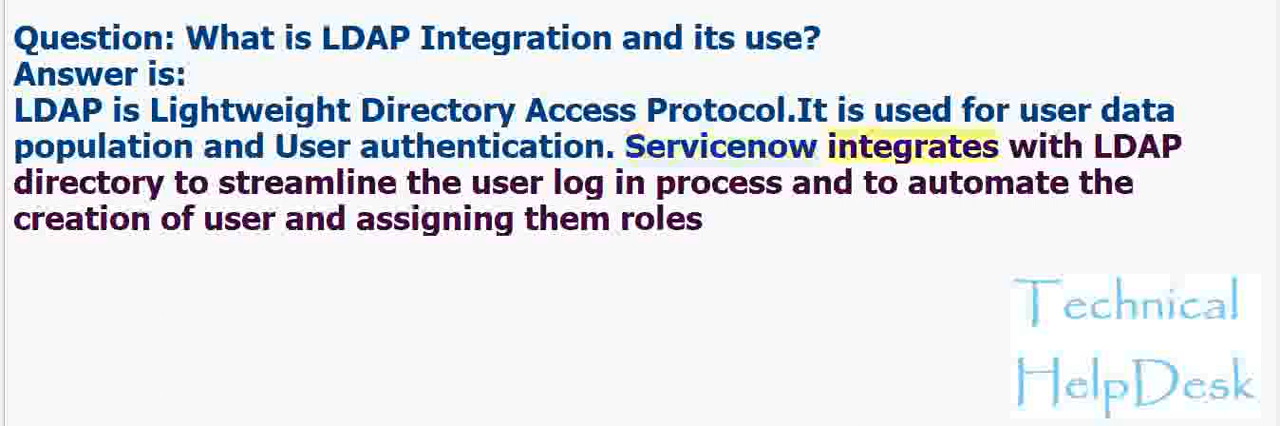 Question: What is LDAP Integration and its use?
Answer is:
LDAP is Lightweight Directory Access Protocol.It is used for user data
population and User authentication. Servicenow integrates with LDAP
directory to streamline the user log in process and to automate the
creation of user and assigning them roles
Technical
HelpDesk